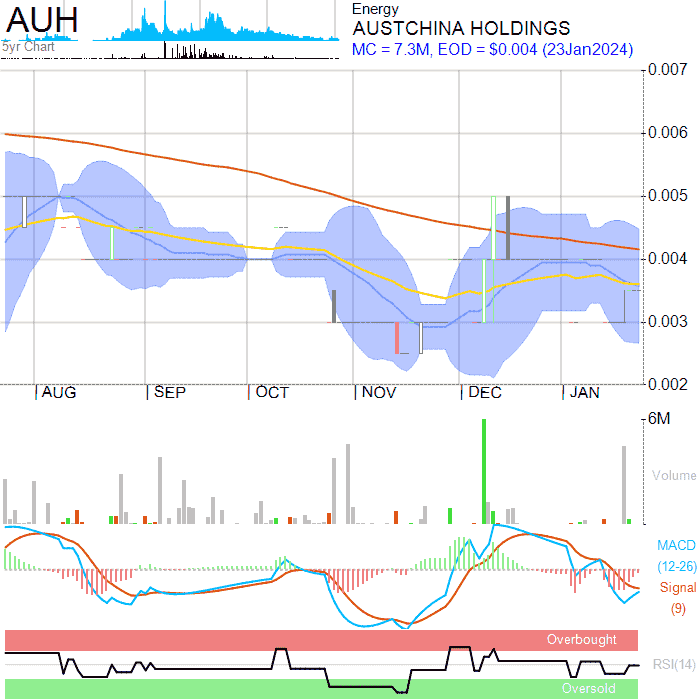 AUH
5yr Chart
Energy
AUSTCHINA HOLDINGS
MC = 7.3M, EOD = $0.004 (23Jan2024)
0.007
0.006
0.005
0.004
0.003
0.002
AUG SEP OCT NOV DEC JAN
6M
Volume
MACD
(12-26)
Signal
(9)
Overbought
RSI(14)
Oversold